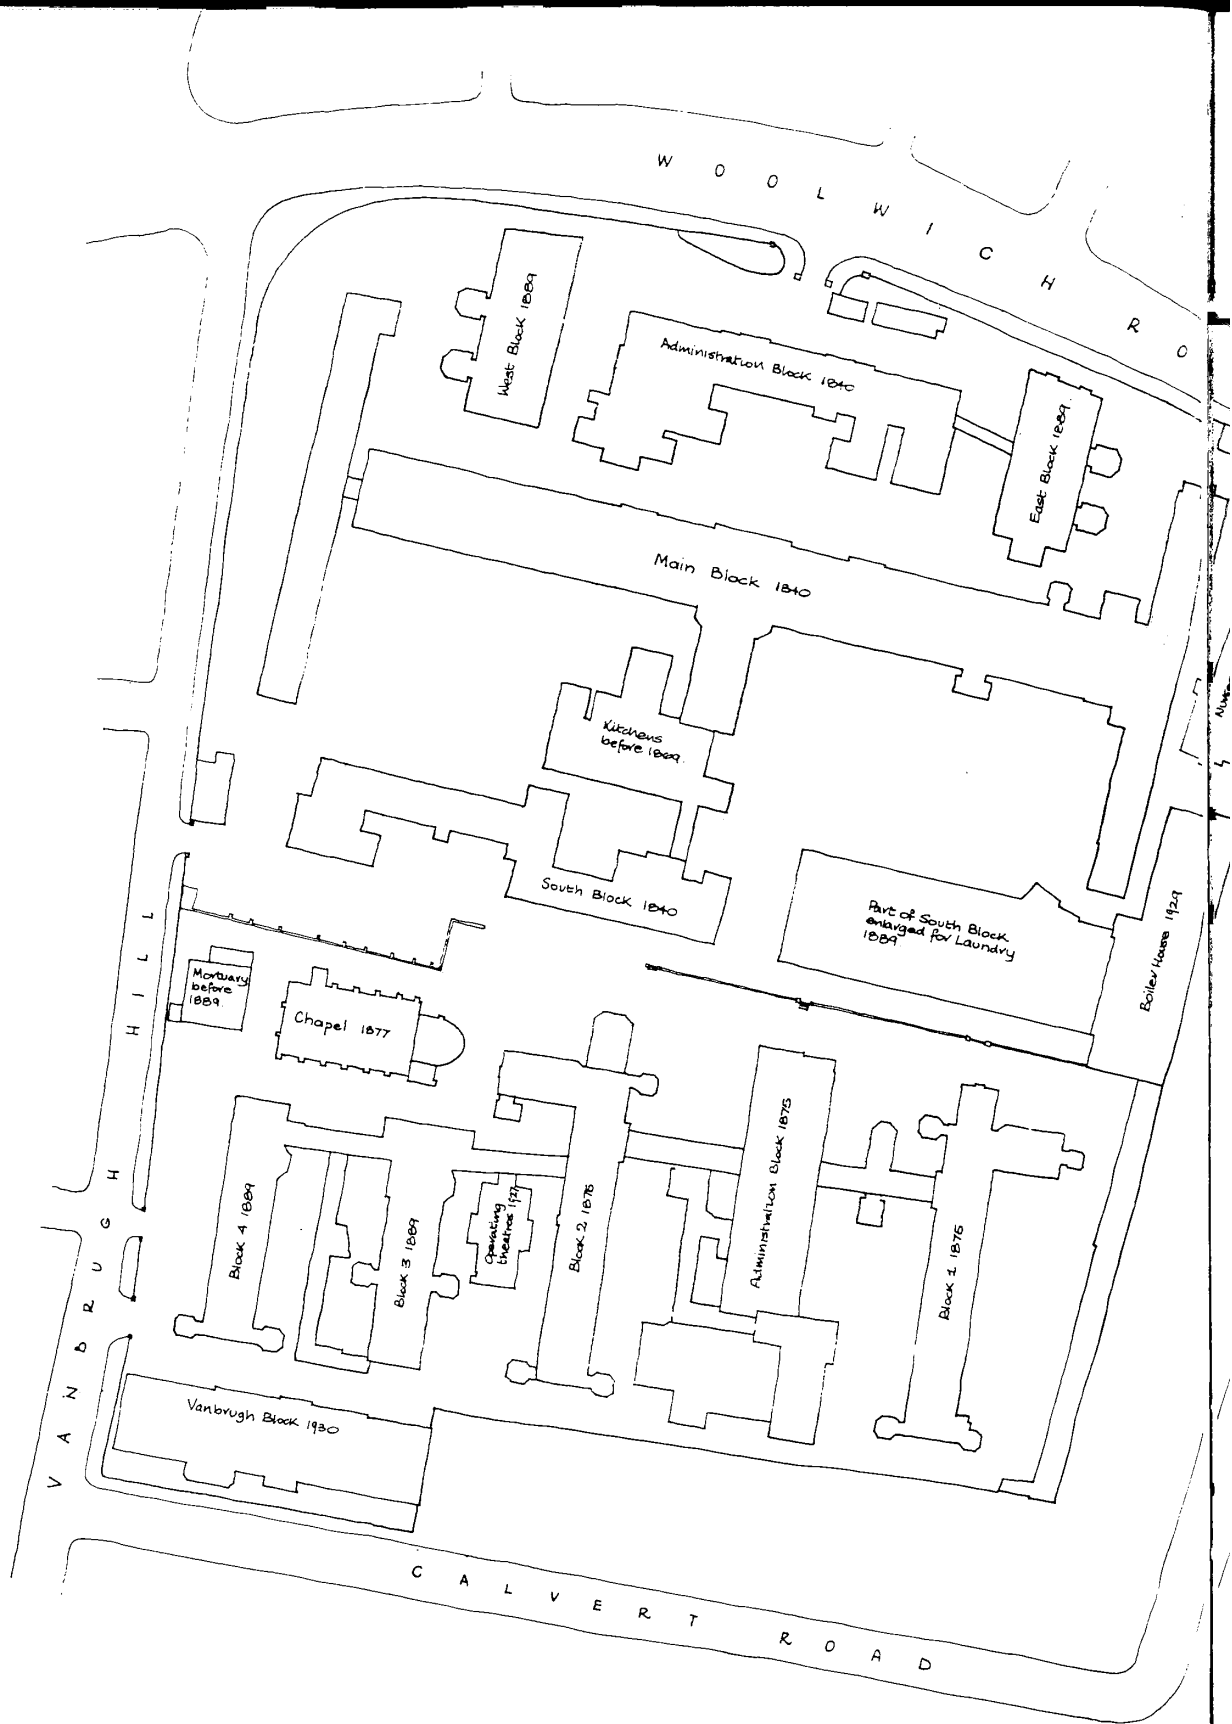 WOOLWICH RO
West Block 1889
Administration Block 1840
East Block 1889
Main Block 1840
Kitchens
before 1889.
South Block 1840
Part of South Block
enlarged for Laundry
1889
Boiler House 1929
Mortuary
before
1889.
Chapel 1877
Block 4 1889
Block 3 1889
Operating
theatres 1927
Block 2 1876
Administration Block 1875
Block 1 1876
Vanbrugh Block 1930
VANBRUGH HILL
CALVERT ROAD